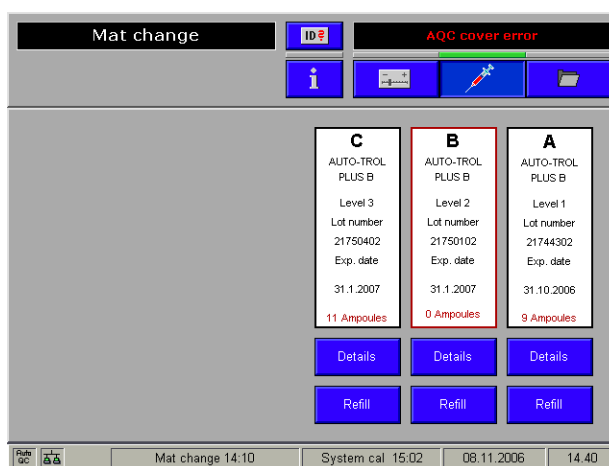 Mat change
ID?
AQC cover error
i
C
AUTO-TROL
PLUS B
Level 3
Lot number
21750402
Exp. date
31.1.2007
11 Ampoules
B
AUTO-TROL
PLUS B
Level 2
Lot number
21750102
Exp. date
31.1.2007
0 Ampoules
A
AUTO-TROL
PLUS B
Level 1
Lot number
21744302
Exp. date
31.10.2006
9 Ampoules
Details
Details
Details
Refill
Refill
Refill
Auto
QC
Mat change 14:10
System cal 15:02
08.11.2006
14.40